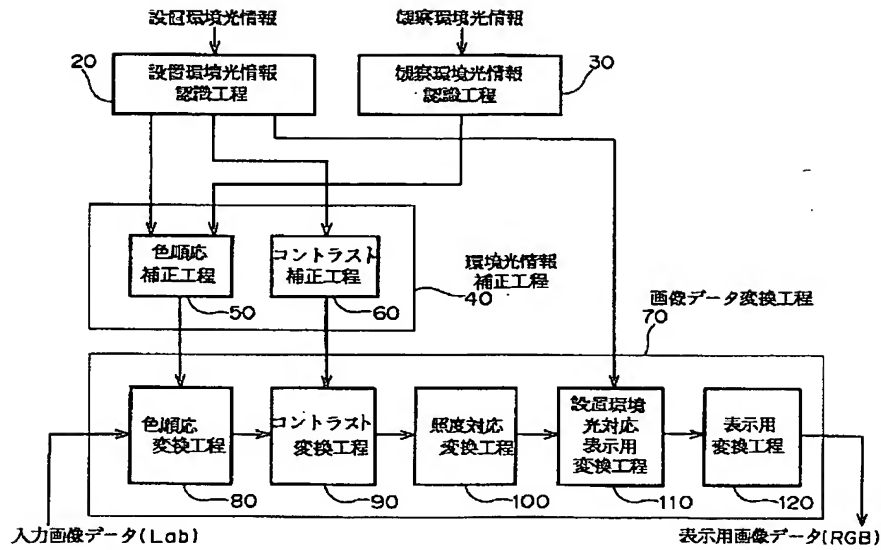 設置環境光情報
観察環境光情報
20
設置環境光情報
認識工程
観察環境光情報
認識工程
30
色順応
補正工程
コントラスト
補正工程
環境光情報
補正工程
50
60
40
画像データ変換工程
70
色順応
変換工程
コントラスト
変換工程
照度対応
変換工程
設置環境
光対応
表示用
変換工程
表示用
変換工程
80
90
100
110
120
入力画像データ(Lab)
表示用画像データ(RGB)